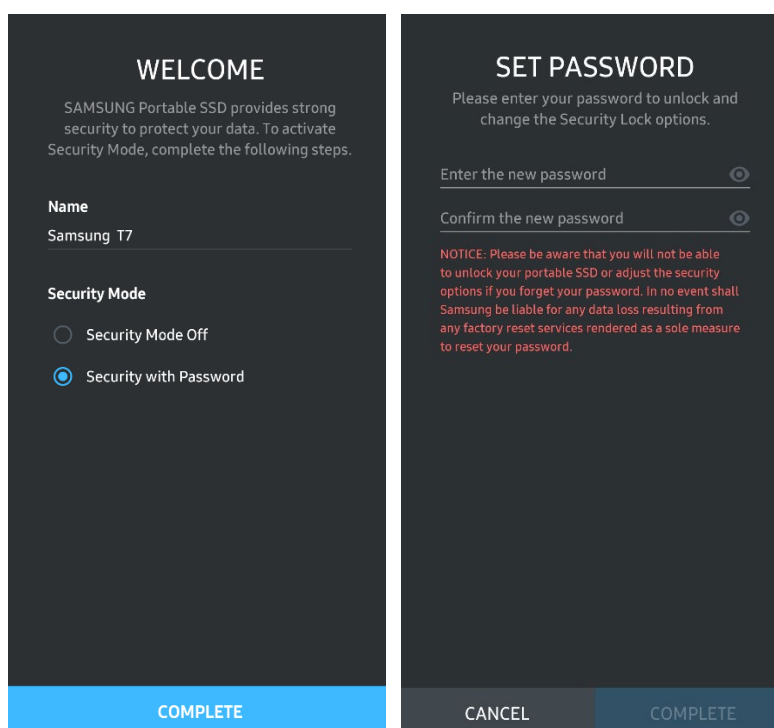 WELCOME
SAMSUNG Portable SSD provides strong
security to protect your data. To activate
Security Mode, complete the following steps.
Name
Samsung T7
Security Mode
Security Mode Off
Security with Password
COMPLETE
SET PASSWORD
Please enter your password to unlock and
change the Security Lock options.
Enter the new password
Confirm the new password
NOTICE: Please be aware that you will not be able
to unlock your portable SSD or adjust the security
options if you forget your password. In no event shall
Samsung be liable for any data loss resulting from
any factory reset services rendered as a sole measure
to reset your password.
CANCEL
COMPLETE